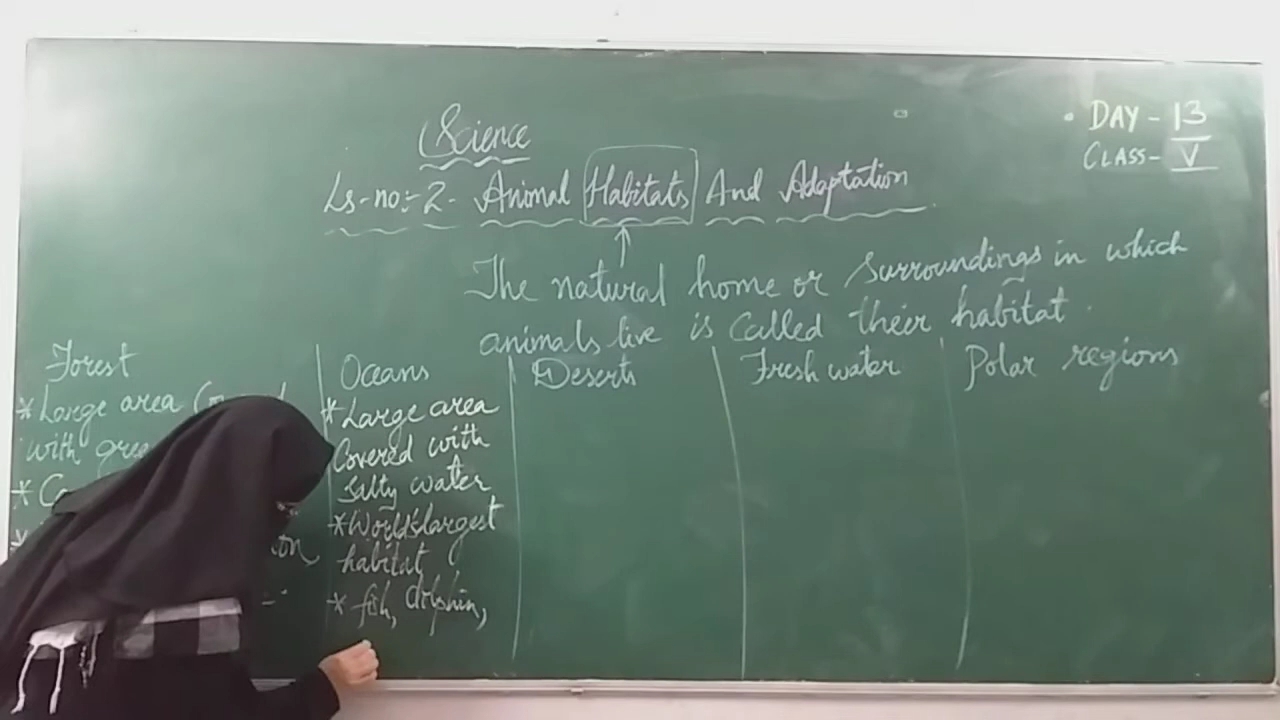 Science
DAY - 13
CLASS - V
Ls-no:-2- Animal Habitats And Adaptation
The natural home or surroundings in which
animals live is called their habitat.
Forest
* Large area
with
*
Oceans
* Large area
Covered with
salty water
* World's largest
habitat
* fish, dolphin,
Deserts
Fresh water
Polar regions